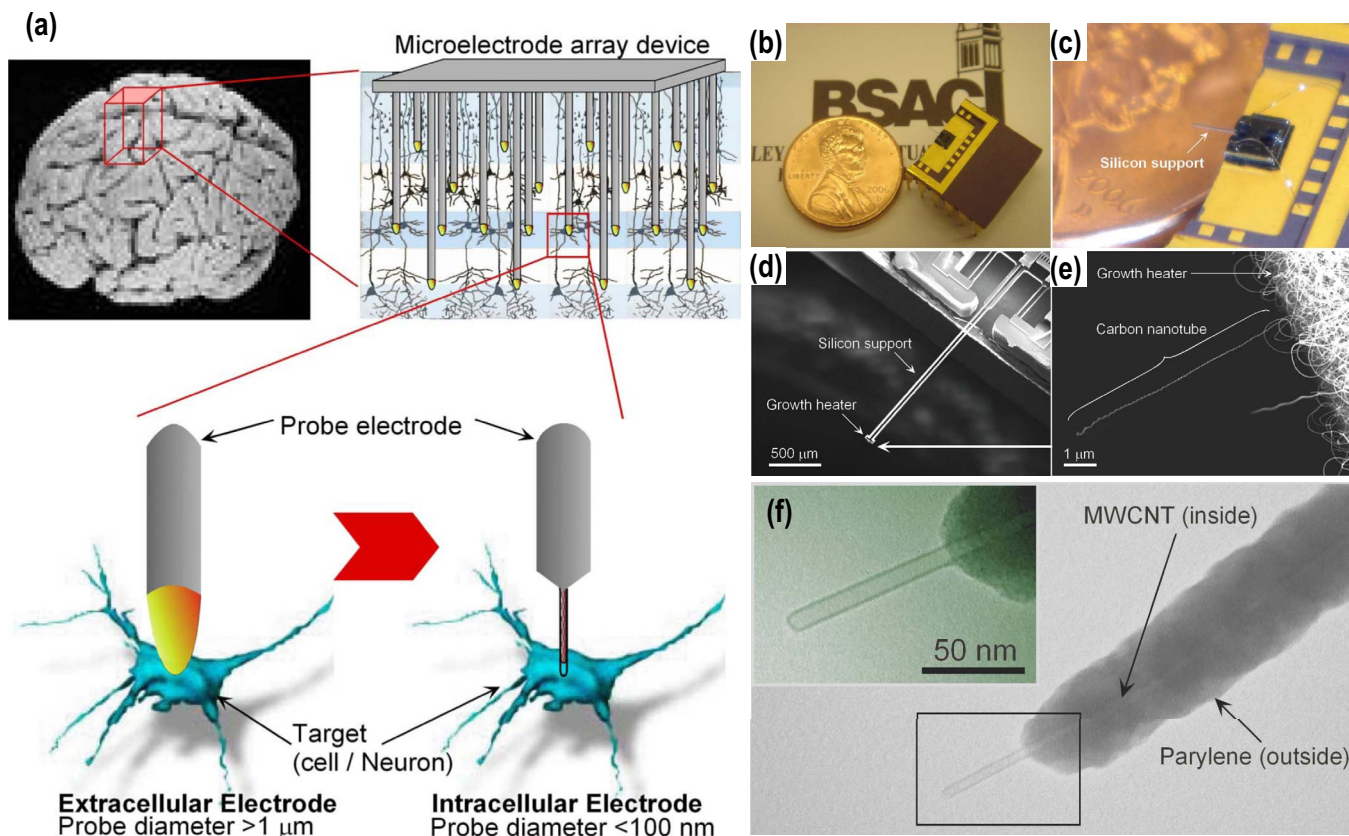 (a)
Microelectrode array device
Probe electrode
Target
(cell / Neuron)
Extracellular Electrode
Probe diameter >1 μm
Intracellular Electrode
Probe diameter <100 nm
(b)
BSAC
LEY
LIBERTY
2006
D
(c)
Silicon support
2006
D
(d)
Silicon support
Growth heater
500 μm
(e)
Growth heater
Carbon nanotube
1 μm
(f)
50 nm
MWCNT (inside)
Parylene (outside)